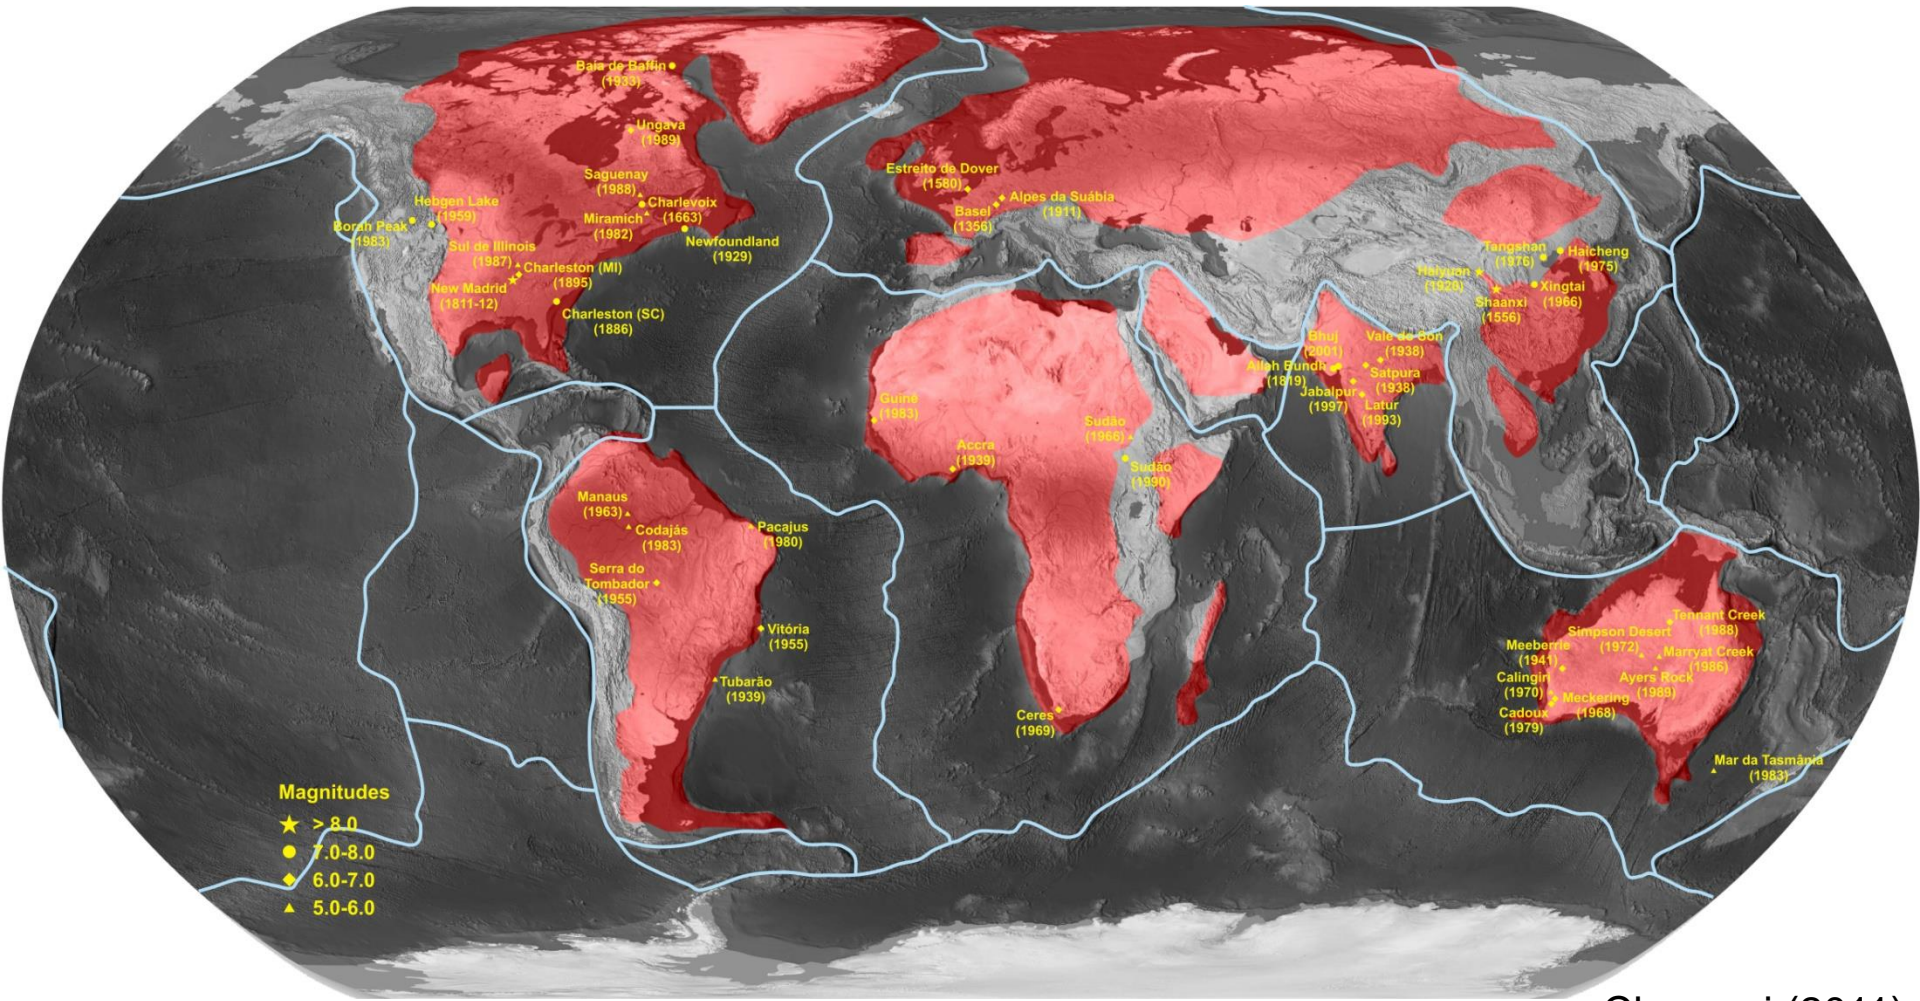 Baía de Baffin
(1933)
Ungava
(1989)
Saguenay
(1988)
Charlevoix
(1663)
Miramich
(1982)
Newfoundland
(1929)
Hebgen Lake
(1959)
Borah Peak
(1983)
Sul de Illinois
(1987)
Charleston (MI)
(1895)
New Madrid
(1811-12)
Charleston (SC)
(1886)
Estreito de Dover
(1580)
Alpes da Suábia
(1911)
Basel
(1356)
Tangshan
(1976)
Haicheng
(1975)
Haiyuan
(1920)
Xingtai
(1966)
Shaanxi
(1556)
Bhuj
(2001)
Vale do Son
(1938)
Allah Bundh
(1819)
Satpura
(1938)
Jabalpur
(1997)
Latur
(1993)
Guiné
(1983)
Accra
(1939)
Sudão
(1966)
Sudão
(1990)
Ceres
(1969)
Manaus
(1963)
Codajás
(1983)
Pacajus
(1980)
Serra do
Tombador
(1955)
Vitória
(1955)
Tubarão
(1939)
Tennant Creek
(1988)
Simpson Desert
(1972)
Marryat Creek
(1986)
Meeberrie
(1941)
Ayers Rock
(1989)
Calingiri
(1970)
Meckering
(1968)
Cadoux
(1979)
Mar da Tasmânia
(1983)
Magnitudes
> 8.0
7.0-8.0
6.0-7.0
5.0-6.0